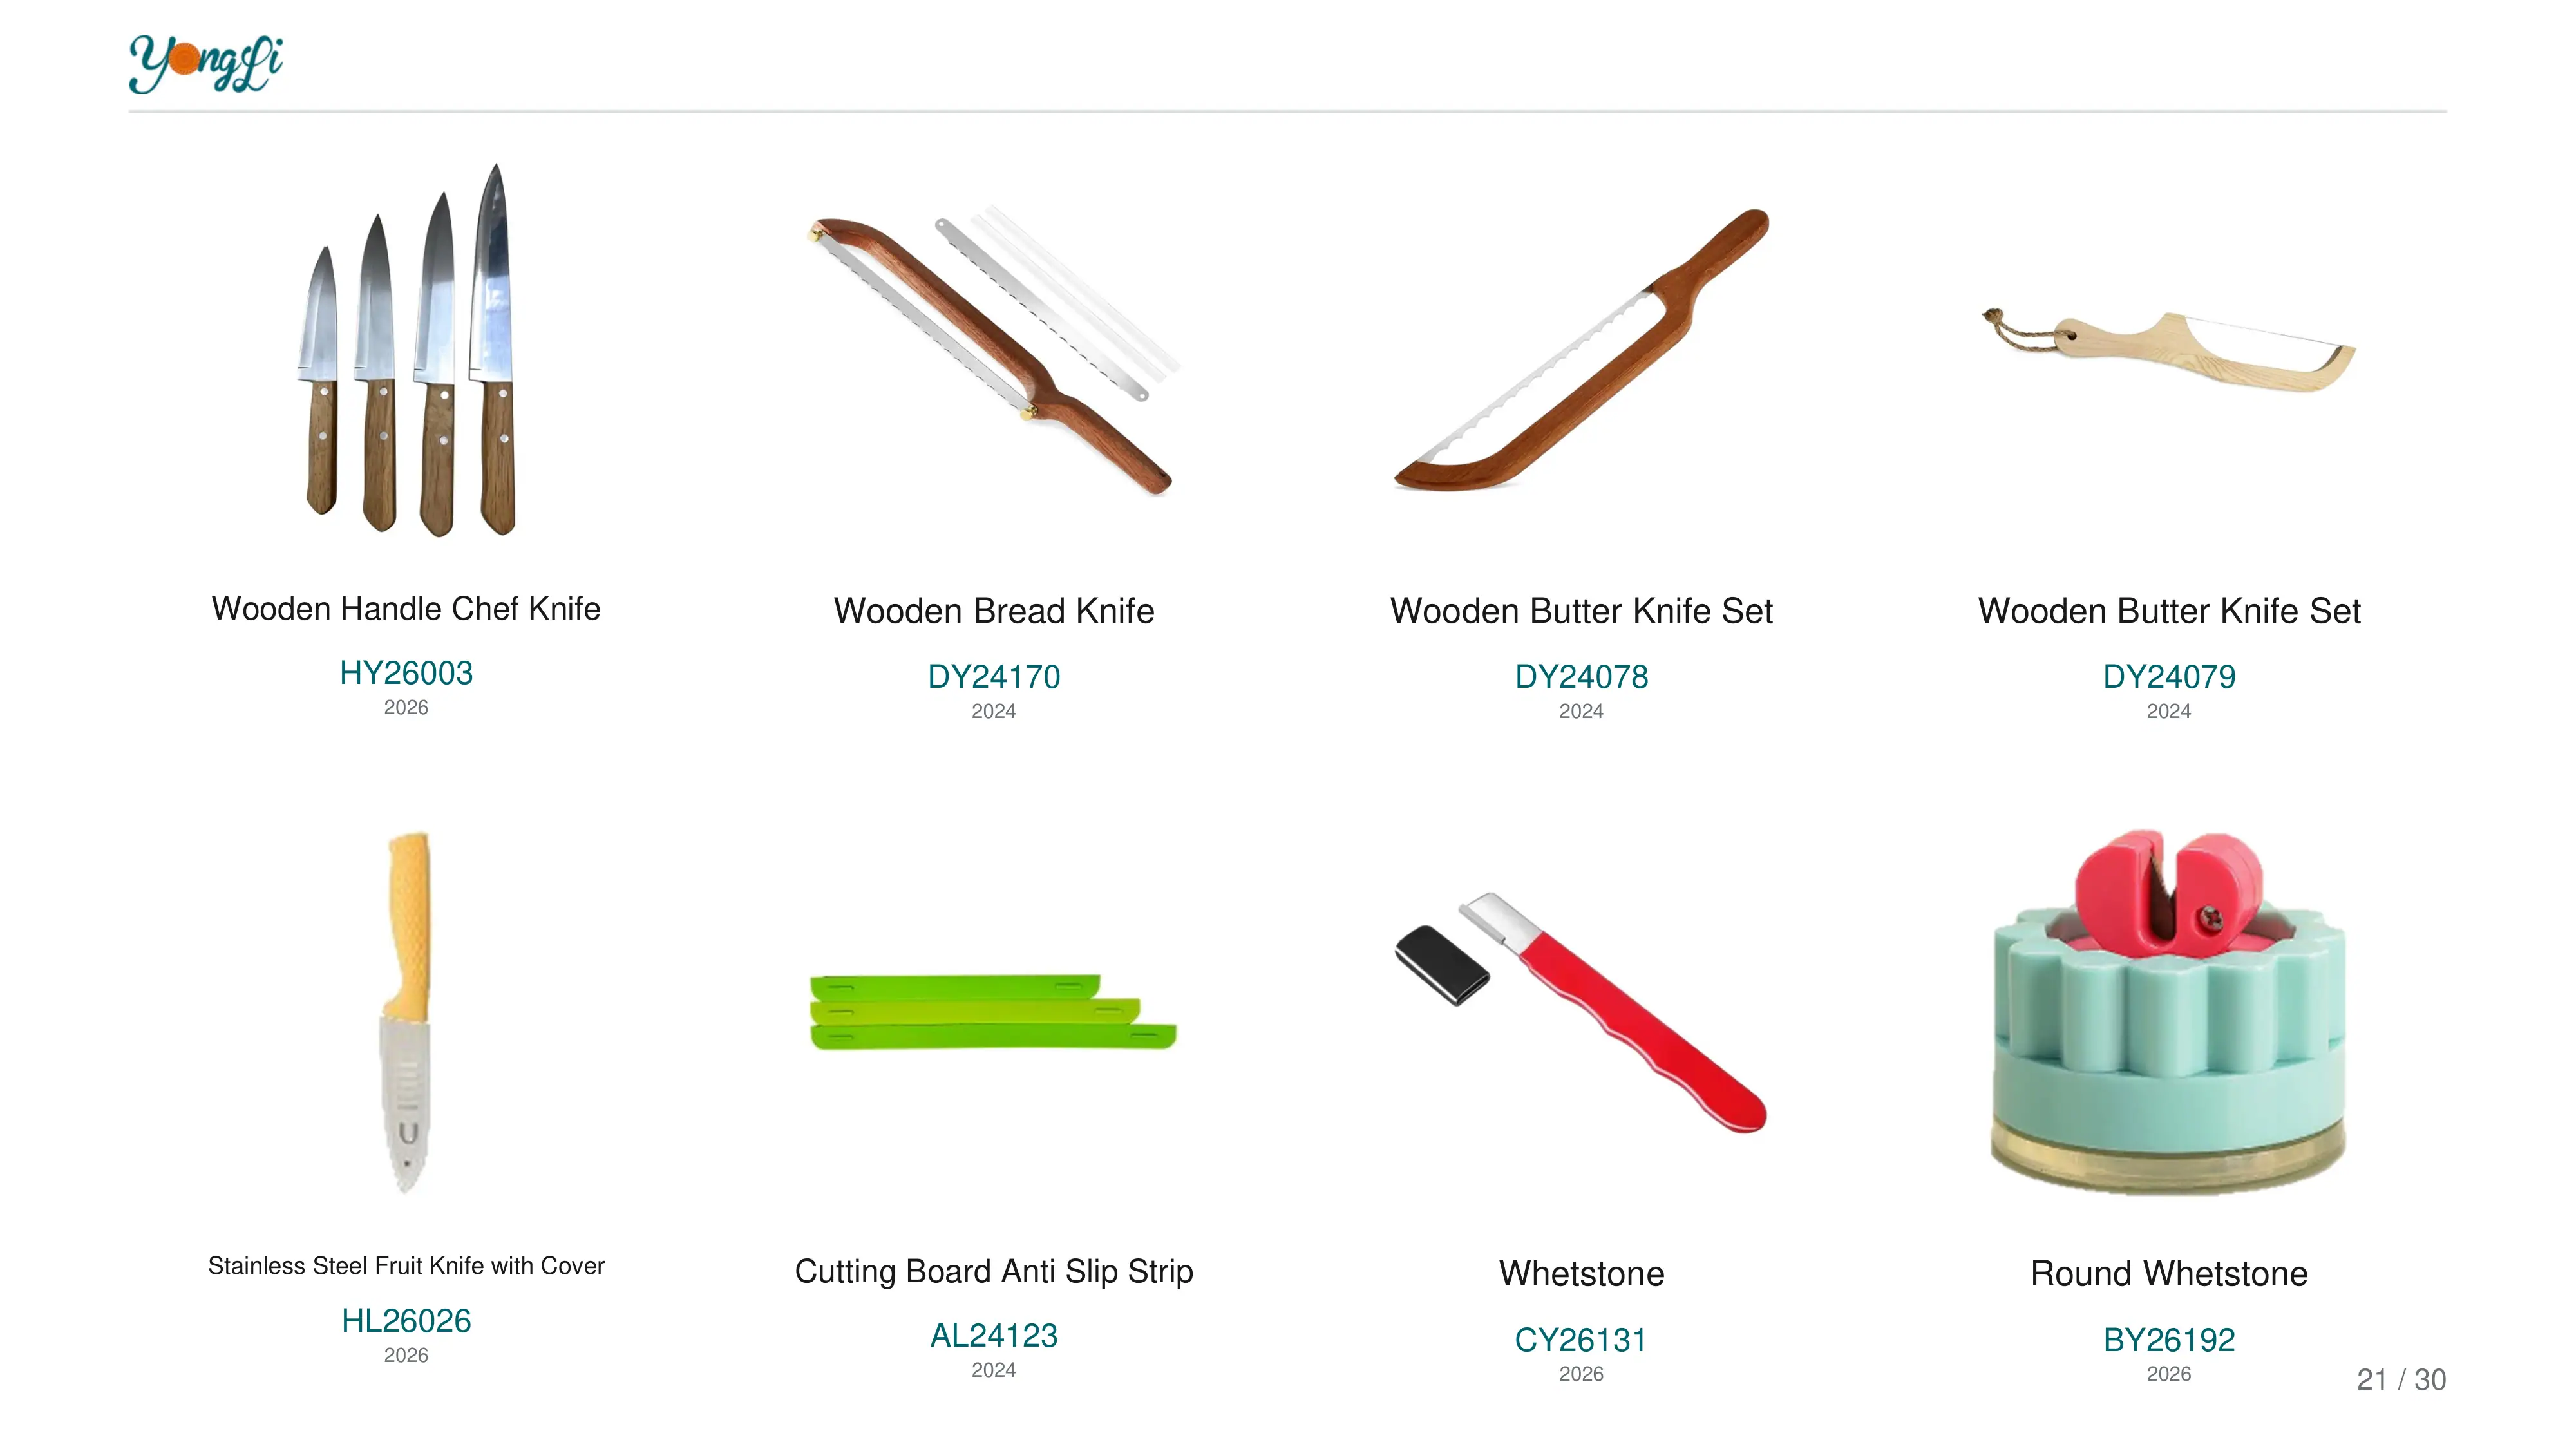 YongLi
Wooden Handle Chef Knife
HY26003
2026
Wooden Bread Knife
DY24170
2024
Wooden Butter Knife Set
DY24078
2024
Wooden Butter Knife Set
DY24079
2024
Stainless Steel Fruit Knife with Cover
HL26026
2026
Cutting Board Anti Slip Strip
AL24123
2024
Whetstone
CY26131
2026
Round Whetstone
BY26192
2026
21 / 30